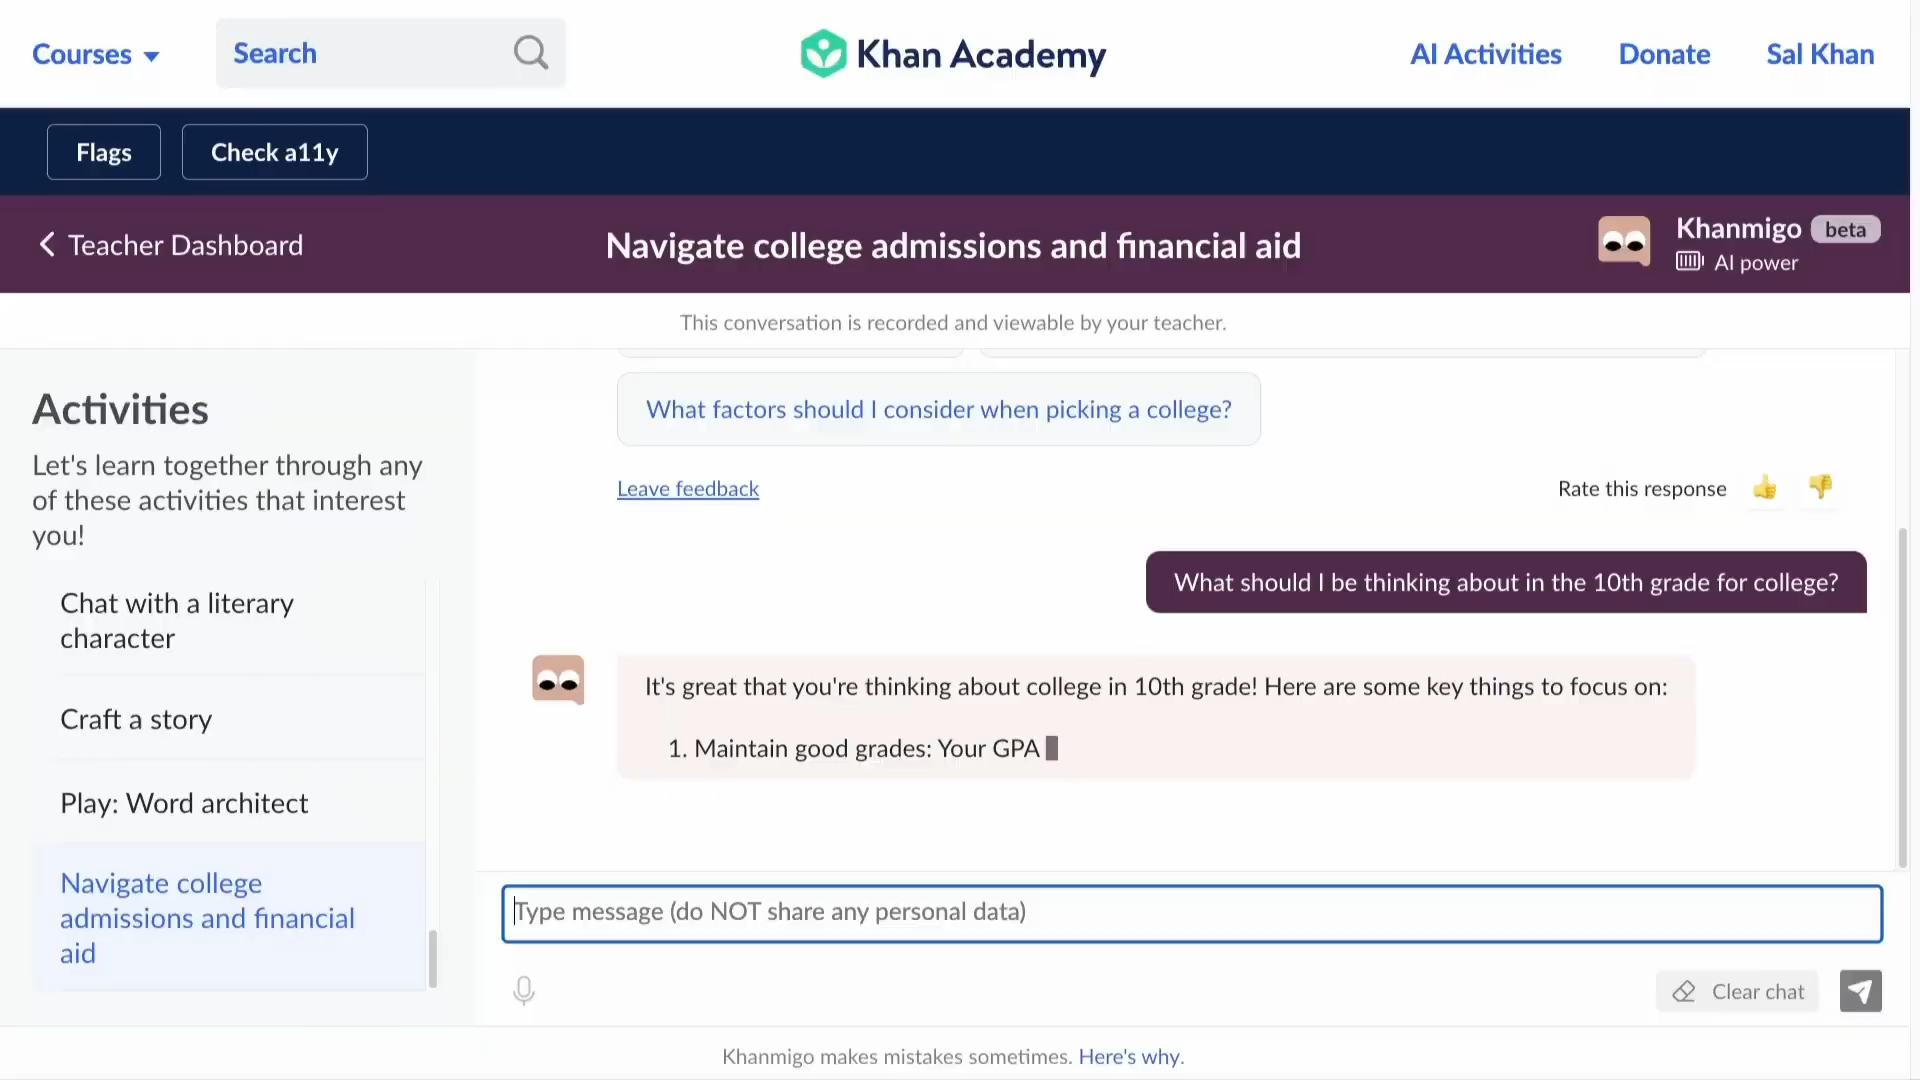 Courses
Search
Khan Academy
AI Activities
Donate
Sal Khan
Flags
Check a11y
Teacher Dashboard
Navigate college admissions and financial aid
Khanmigo beta
AI power
This conversation is recorded and viewable by your teacher.
Activities
Let's learn together through any
of these activities that interest
you!
Chat with a literary
character
Craft a story
Play: Word architect
Navigate college
admissions and financial
aid
What factors should I consider when picking a college?
Leave feedback
Rate this response
What should I be thinking about in the 10th grade for college?
It's great that you're thinking about college in 10th grade! Here are some key things to focus on:
1. Maintain good grades: Your GPA
Type message (do NOT share any personal data)
Clear chat
Khanmigo makes mistakes sometimes. Here's why.